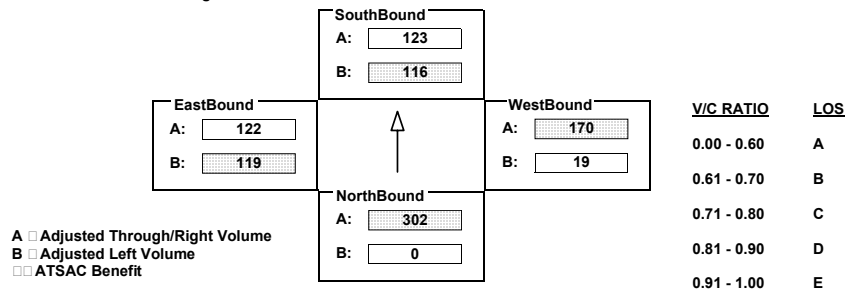 SouthBound
A: 123
B: 116
EastBound
A: 122
B: 119
WestBound
A: 170
B: 19
NorthBound
A: 302
B: 0
A □ Adjusted Through/Right Volume
B □ Adjusted Left Volume
□□ ATSAC Benefit
V/C RATIO LOS
0.00 - 0.60 A
0.61 - 0.70 B
0.71 - 0.80 C
0.81 - 0.90 D
0.91 - 1.00 E